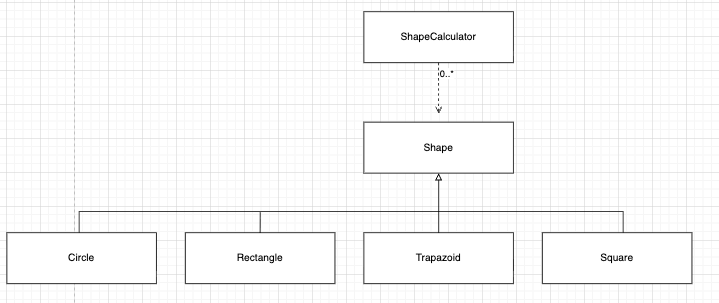 ShapeCalculator
0..*
Shape
Circle
Rectangle
Trapazoid
Square